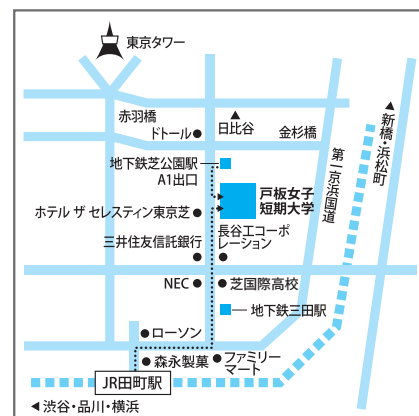 東京タワー
赤羽橋
日比谷
ドトール
金杉橋
新橋・浜松町
第一京浜国道
地下鉄芝公園駅
A1出口
戸板女子
短期大学
ホテル ザ セレスティン東京芝
長谷工コーポ
レーション
三井住友信託銀行
NEC
芝国際高校
地下鉄三田駅
ローソン
森永製菓
ファミリー
マート
JR田町駅
渋谷・品川・横浜